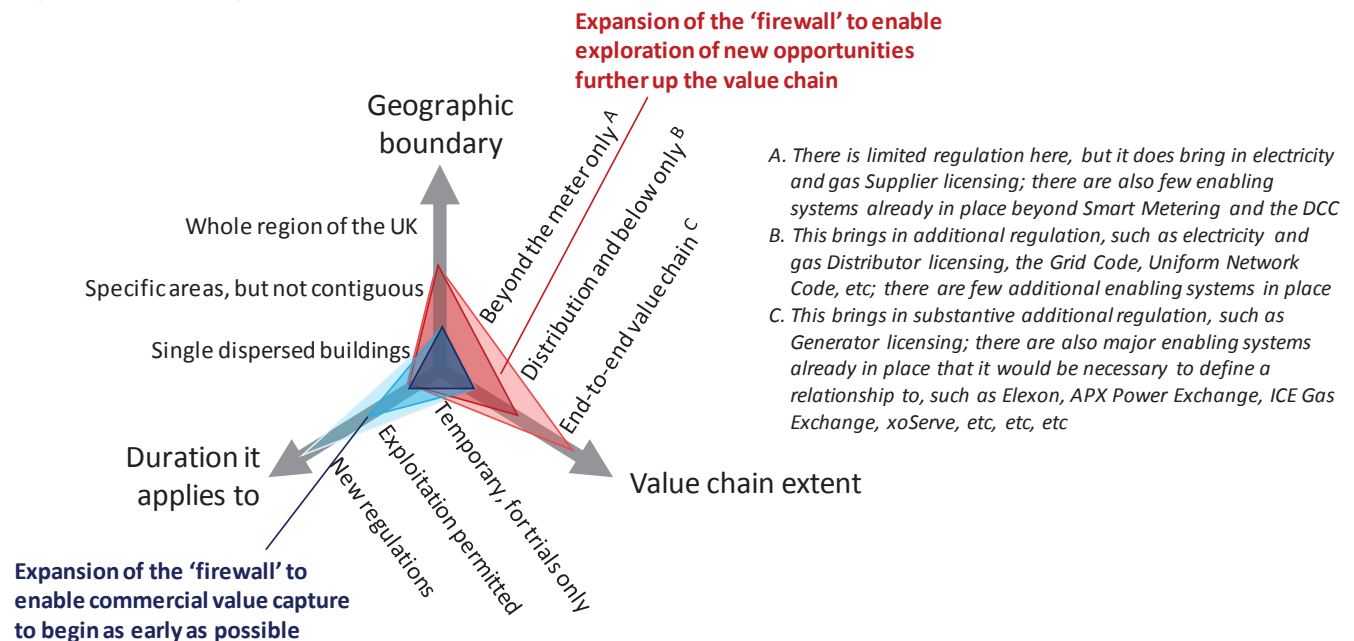 Expansion of the ‘firewall’ to enable
exploration of new opportunities
further up the value chain
Geographic
boundary
Whole region of the UK
Specific areas, but not contiguous
Single dispersed buildings
Beyond the meter only A
Distribution and below only B
End-to-end value chain C
A. There is limited regulation here, but it does bring in electricity
and gas Supplier licensing; there are also few enabling
systems already in place beyond Smart Metering and the DCC
B. This brings in additional regulation, such as electricity and
gas Distributor licensing, the Grid Code, Uniform Network
Code, etc; there are few additional enabling systems in place
C. This brings in substantive additional regulation, such as
Generator licensing; there are also major enabling systems
already in place that it would be necessary to define a
relationship to, such as Elexon, APX Power Exchange, ICE Gas
Exchange, xoServe, etc, etc, etc
Duration it
applies to
New regulations
Exploitation permitted
Temporary, for trials only
Value chain extent
Expansion of the ‘firewall’ to
enable commercial value capture
to begin as early as possible